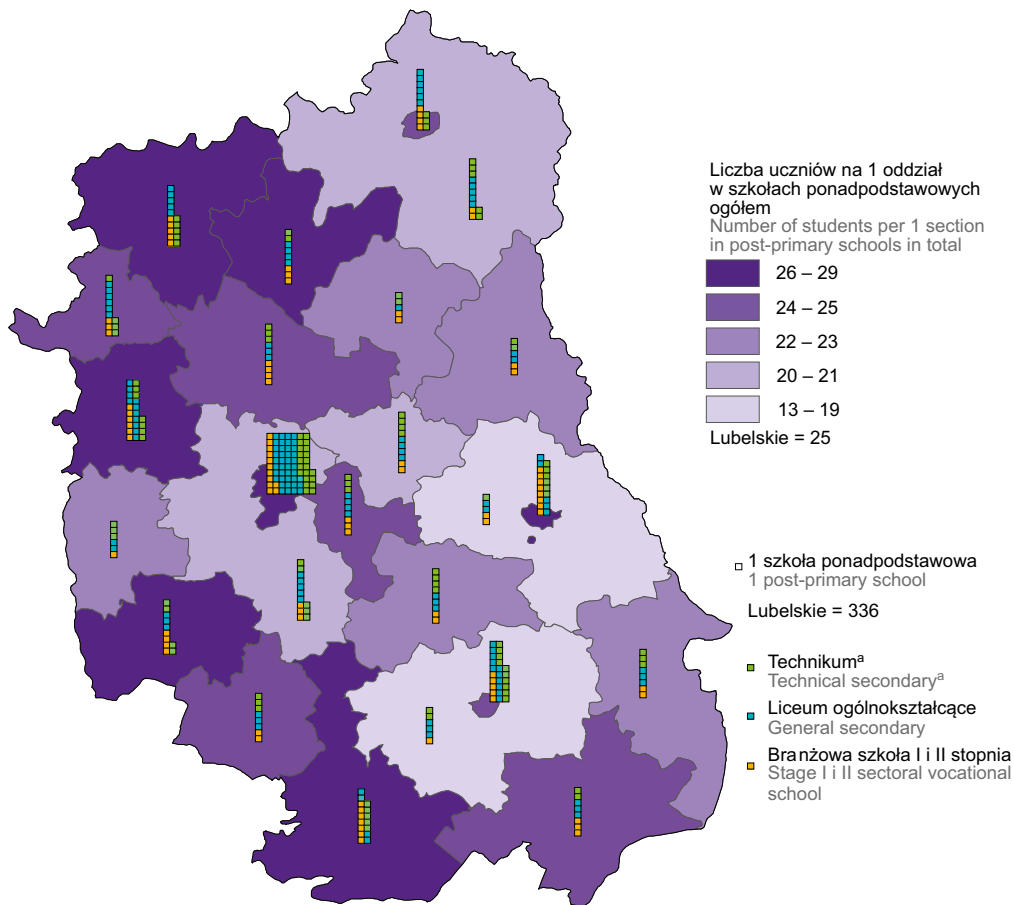 Liczba uczniów na 1 oddział
w szkołach ponadpodstawowych
ogółem
Number of students per 1 section
in post-primary schools in total
26 – 29
24 – 25
22 – 23
20 – 21
13 – 19
Lubelskie = 25
1 szkoła ponadpodstawowa
1 post-primary school
Lubelskie = 336
Technikumᵃ
Technical secondaryᵃ
Liceum ogólnokształcące
General secondary
Branżowa szkoła I i II stopnia
Stage I i II sectoral vocational
school